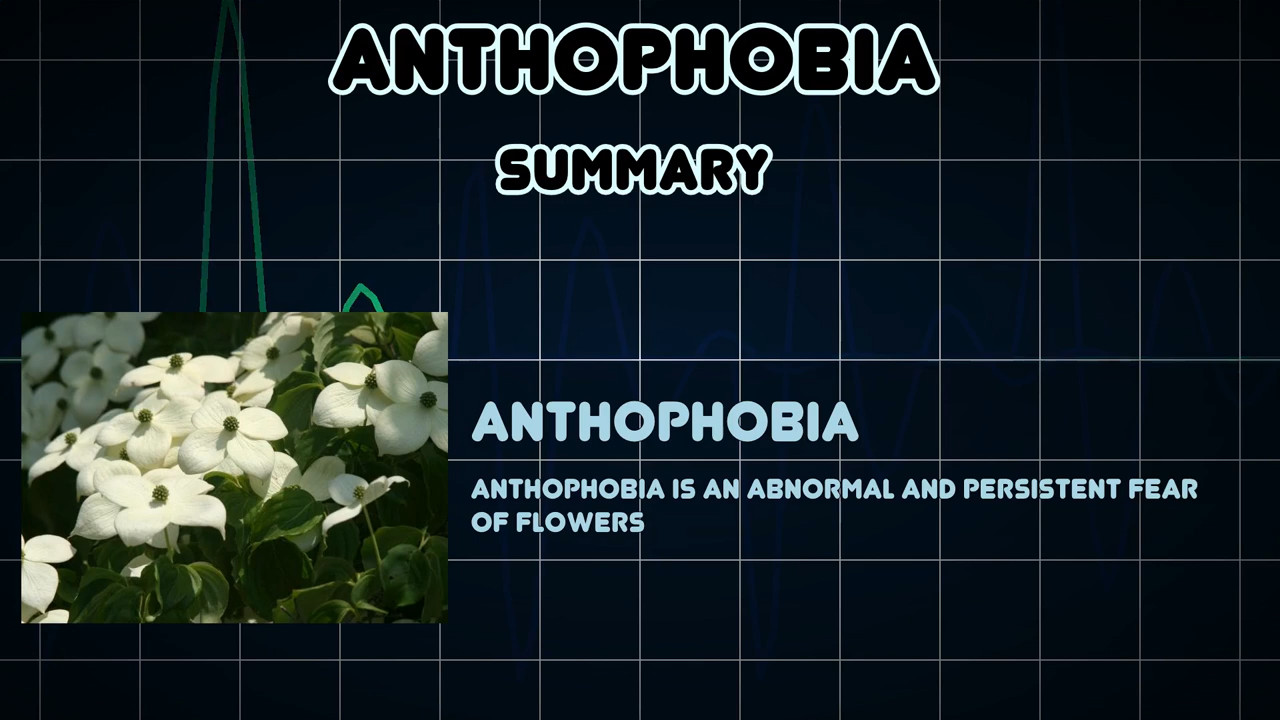 ANTHOPHOBIA
SUMMARY
ANTHOPHOBIA
ANTHOPHOBIA IS AN ABNORMAL AND PERSISTENT FEAR
OF FLOWERS